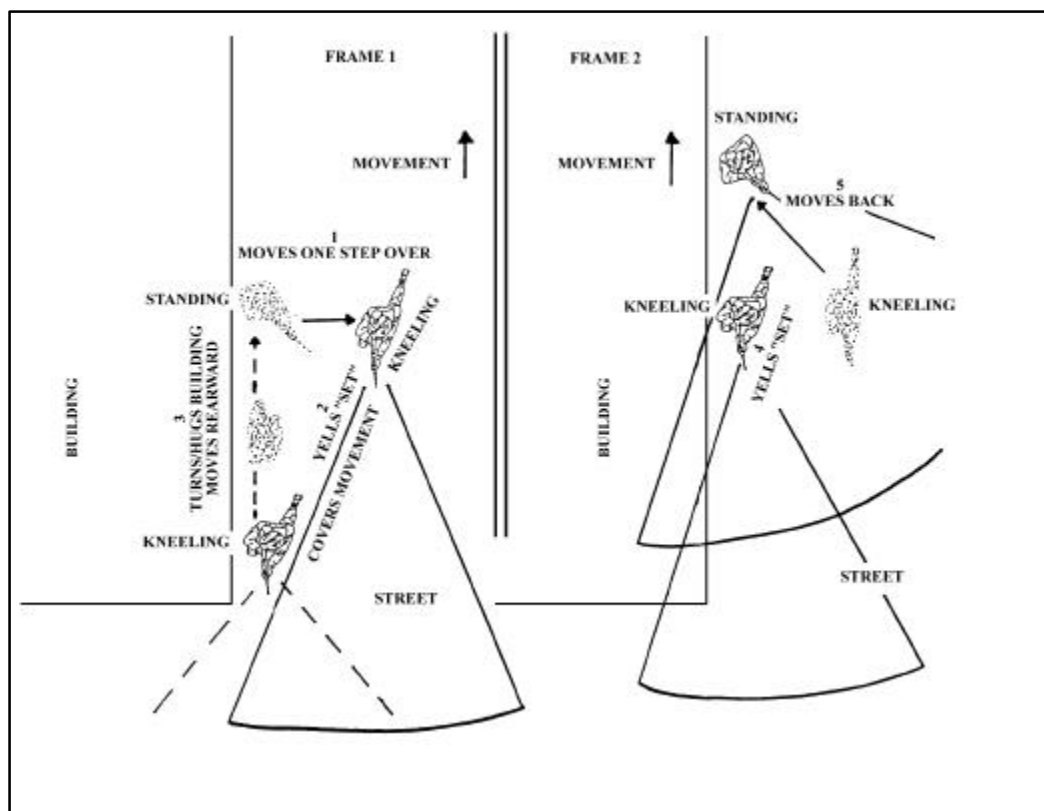 FRAME 1
MOVEMENT
1
MOVES ONE STEP OVER
STANDING
KNEELING
2
YELLS "SET"
COVERS MOVEMENT
3
TURNS/HUGS BUILDING
MOVES REARWARD
BUILDING
KNEELING
STREET
FRAME 2
MOVEMENT
STANDING
5
MOVES BACK
KNEELING
4
YELLS "SET"
KNEELING
BUILDING
STREET